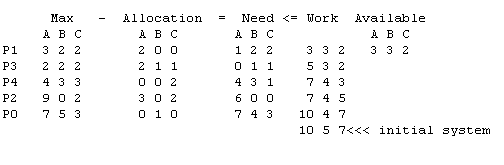 Max - Allocation = Need <= Work Available
A B C A B C A B C A B C
P1 3 2 2 2 0 0 1 2 2 3 3 2 3 3 2
P3 2 2 2 2 1 1 0 1 1 5 3 2
P4 4 3 3 0 0 2 4 3 1 7 4 3
P2 9 0 2 3 0 2 6 0 0 7 4 5
P0 7 5 3 0 1 0 7 4 3 10 4 7
10 5 7<<< initial system